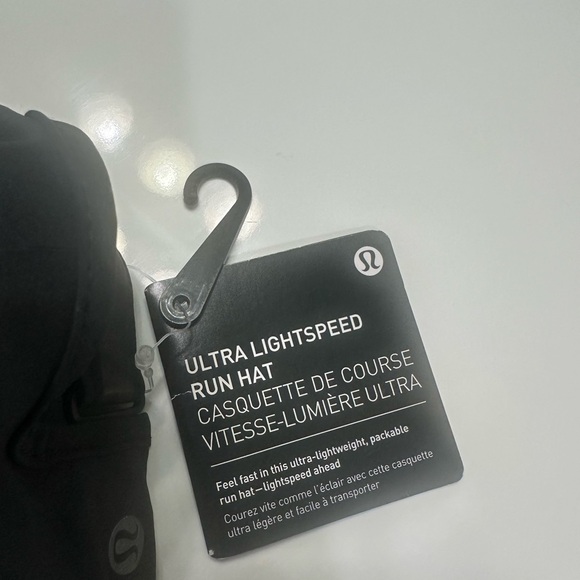 ULTRA LIGHTSPEED
RUN HAT
CASQUETTE DE COURSE
VITESSE-LUMIÈRE ULTRA
Feel fast in this ultra-lightweight, packable
run hat—lightspeed ahead
Courez vite comme l'éclair avec cette casquette
ultra légère et facile à transporter